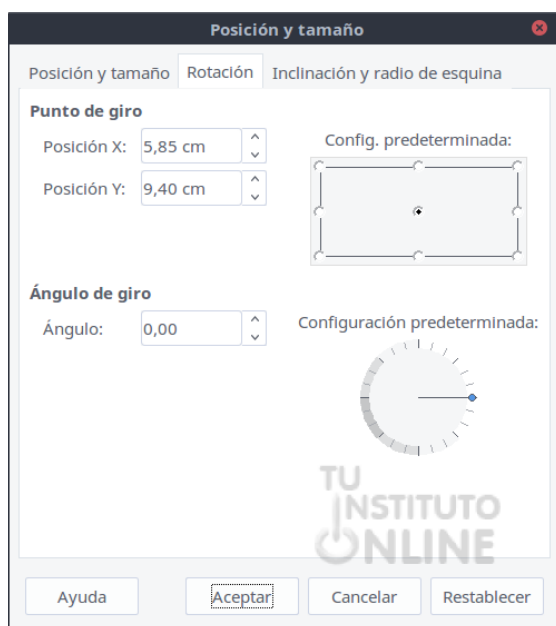 Posición y tamaño
Posición y tamaño Rotación Inclinación y radio de esquina
Punto de giro
Posición X: 5,85 cm
Config. predeterminada:
Posición Y: 9,40 cm
Ángulo de giro
Ángulo: 0,00
Configuración predeterminada:
TU
INSTITUTO
ONLINE
Ayuda Aceptar Cancelar Restablecer